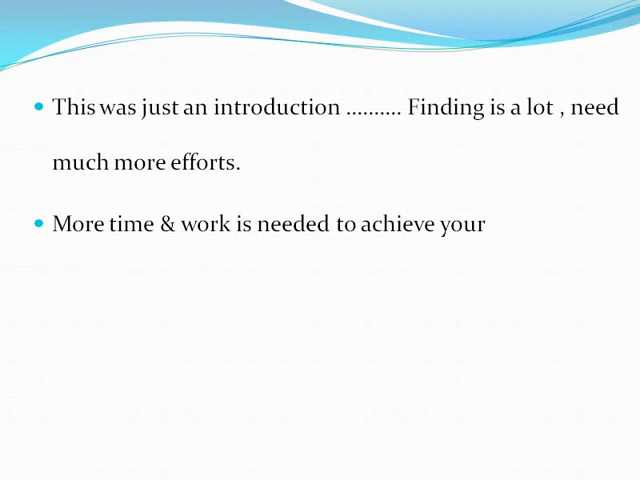 This was just an introduction .......... Finding is a lot , need
much more efforts.
More time & work is needed to achieve your